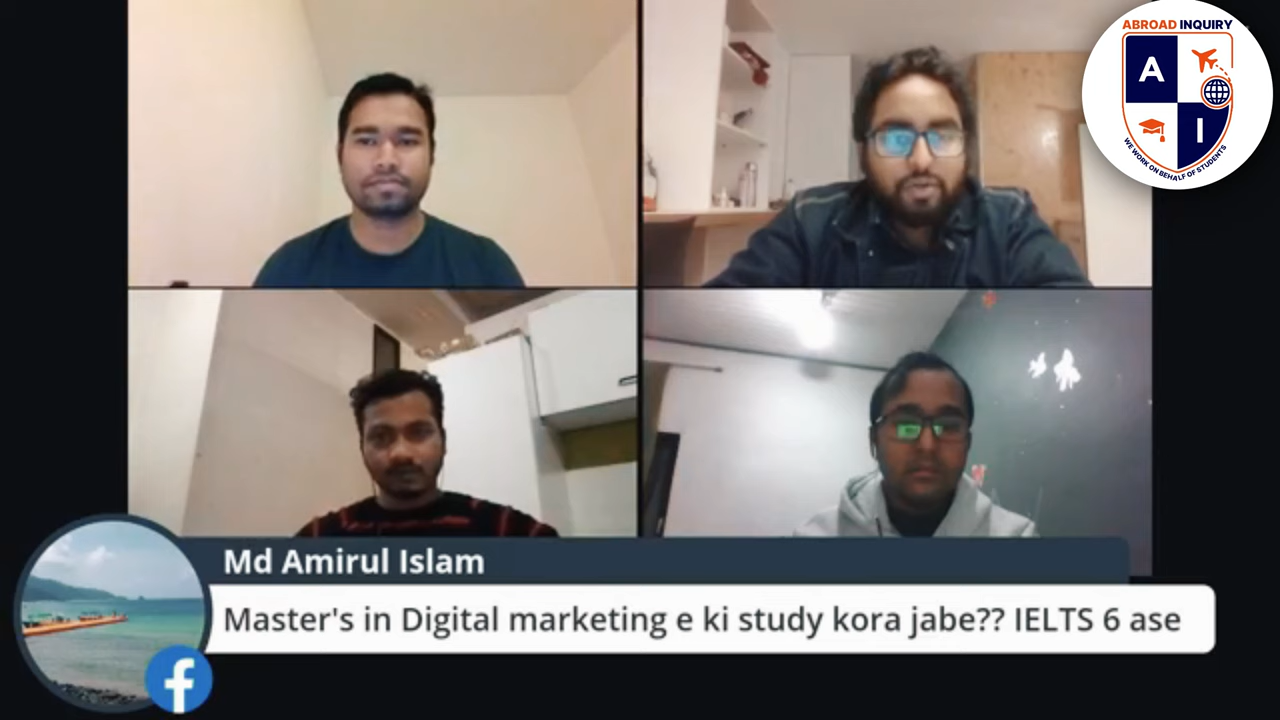 ABROAD INQUIRY
A
I
WE WORK ON BEHALF OF STUDENTS
Md Amirul Islam
Master's in Digital marketing e ki study kora jabe?? IELTS 6 ase